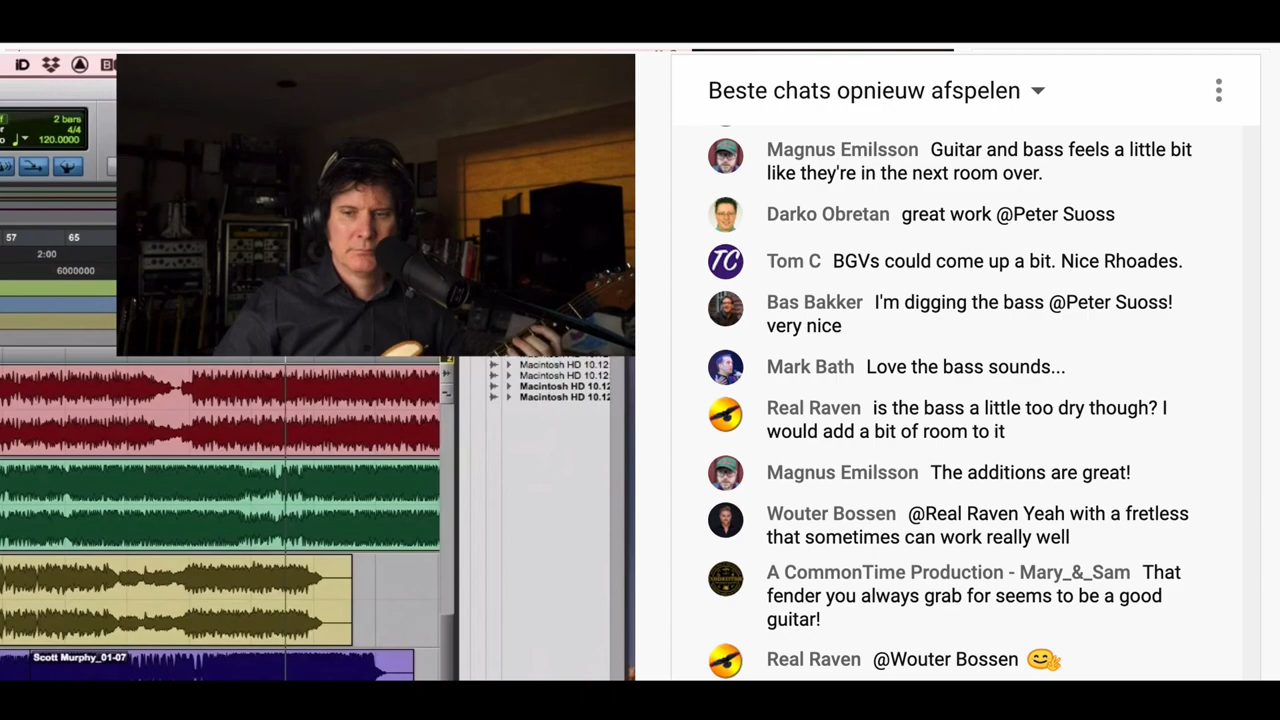 iD
2 bars
4/4
120.0000
57 65
2:00
6000000
Macintosh HD 10.12
Macintosh HD 10.12
Macintosh HD 10.12
Macintosh HD 10.12
Scott Murphy_01-07
Beste chats opnieuw afspelen
Magnus Emilsson Guitar and bass feels a little bit
like they're in the next room over.
Darko Obretan great work @Peter Suoss
TC
Tom C BGVs could come up a bit. Nice Rhoades.
Bas Bakker I'm digging the bass @Peter Suoss!
very nice
Mark Bath Love the bass sounds...
Real Raven is the bass a little too dry though? I
would add a bit of room to it
Magnus Emilsson The additions are great!
Wouter Bossen @Real Raven Yeah with a fretless
that sometimes can work really well
A CommonTime Production - Mary_&_Sam That
fender you always grab for seems to be a good
guitar!
Real Raven @Wouter Bossen 🤗